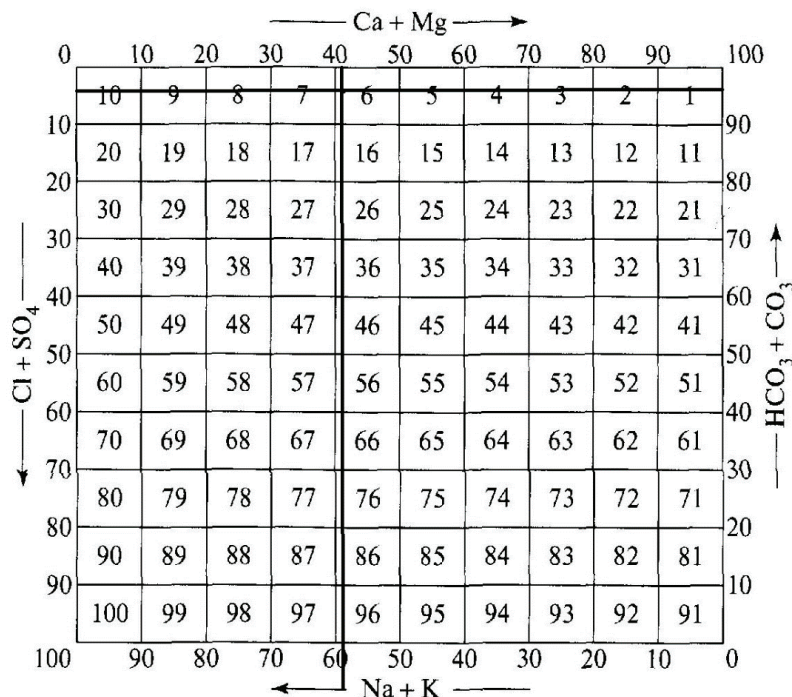 Ca + Mg
0 10 20 30 40 50 60 70 80 90 100
10 9 8 7 6 5 4 3 2 1
10 90
20 19 18 17 16 15 14 13 12 11
20 80
30 29 28 27 26 25 24 23 22 21
30 70
40 39 38 37 36 35 34 33 32 31
40 60
50 49 48 47 46 45 44 43 42 41
50 50
60 59 58 57 56 55 54 53 52 51
60 40
70 69 68 67 66 65 64 63 62 61
70 30
80 79 78 77 76 75 74 73 72 71
80 20
90 89 88 87 86 85 84 83 82 81
90 10
100 99 98 97 96 95 94 93 92 91
100 90 80 70 60 50 40 30 20 10 0
Na + K
Cl + SO₄
HCO₃ + CO₃